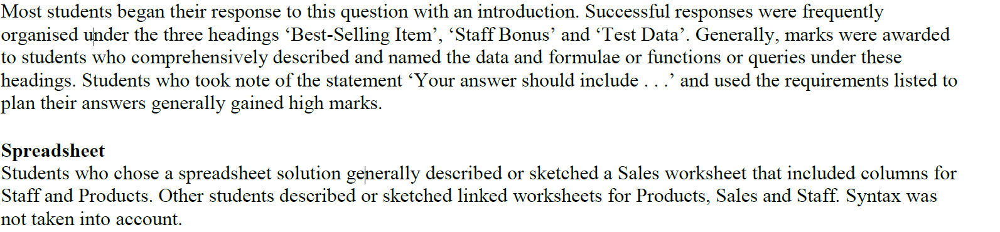 Most students began their response to this question with an introduction. Successful responses were frequently
organised under the three headings ‘Best-Selling Item’, ‘Staff Bonus’ and ‘Test Data’. Generally, marks were awarded
to students who comprehensively described and named the data and formulae or functions or queries under these
headings. Students who took note of the statement ‘Your answer should include . . .’ and used the requirements listed to
plan their answers generally gained high marks.
Spreadsheet
Students who chose a spreadsheet solution generally described or sketched a Sales worksheet that included columns for
Staff and Products. Other students described or sketched linked worksheets for Products, Sales and Staff. Syntax was
not taken into account.